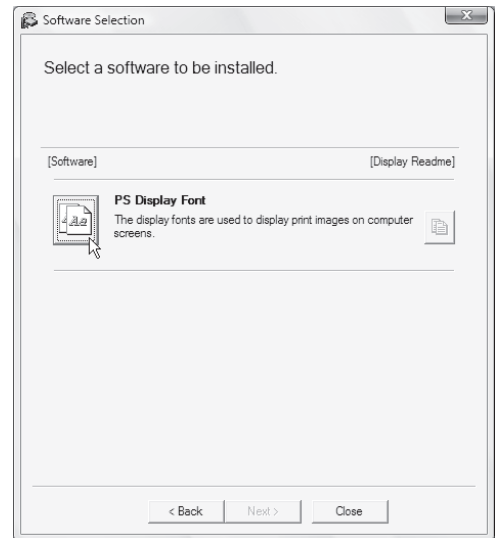 Software Selection
Select a software to be installed.
[Software] [Display Readme]
PS Display Font
The display fonts are used to display print images on computer
screens.
< Back Next > Close